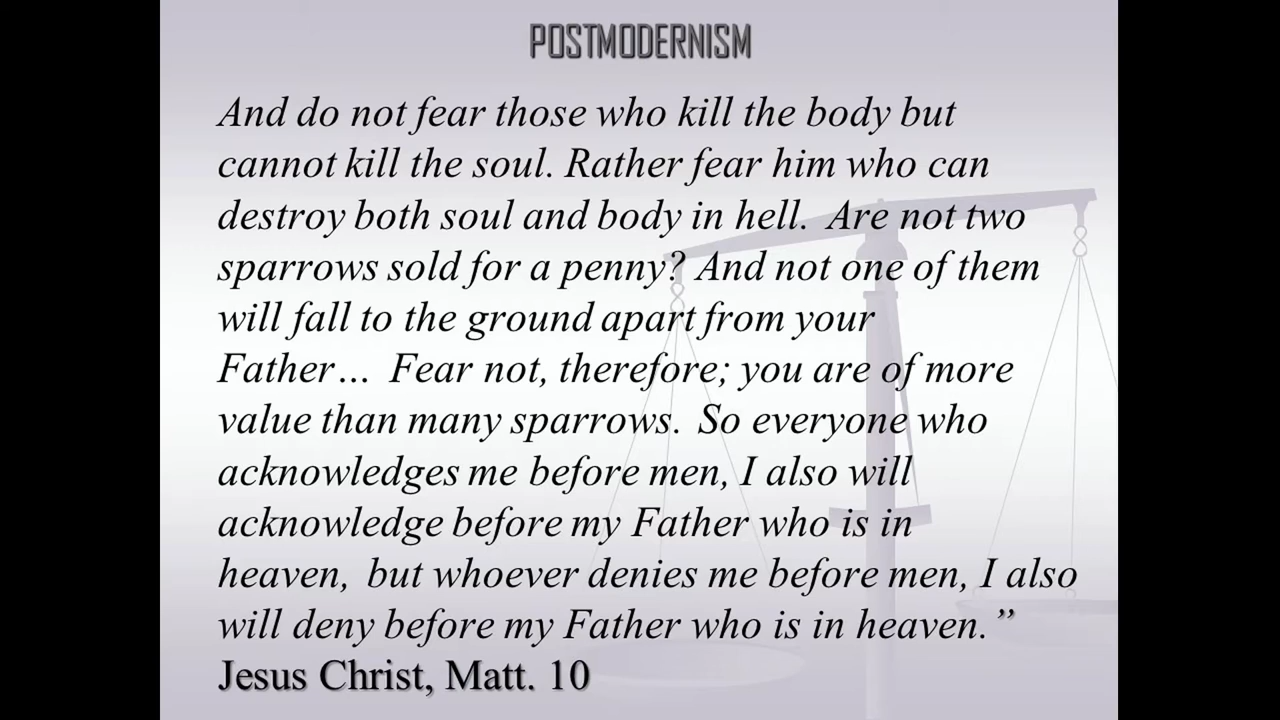 POSTMODERNISM
And do not fear those who kill the body but
cannot kill the soul. Rather fear him who can
destroy both soul and body in hell.  Are not two
sparrows sold for a penny? And not one of them
will fall to the ground apart from your
Father…  Fear not, therefore; you are of more
value than many sparrows.  So everyone who
acknowledges me before men, I also will
acknowledge before my Father who is in
heaven,  but whoever denies me before men, I also
will deny before my Father who is in heaven.”
Jesus Christ, Matt. 10